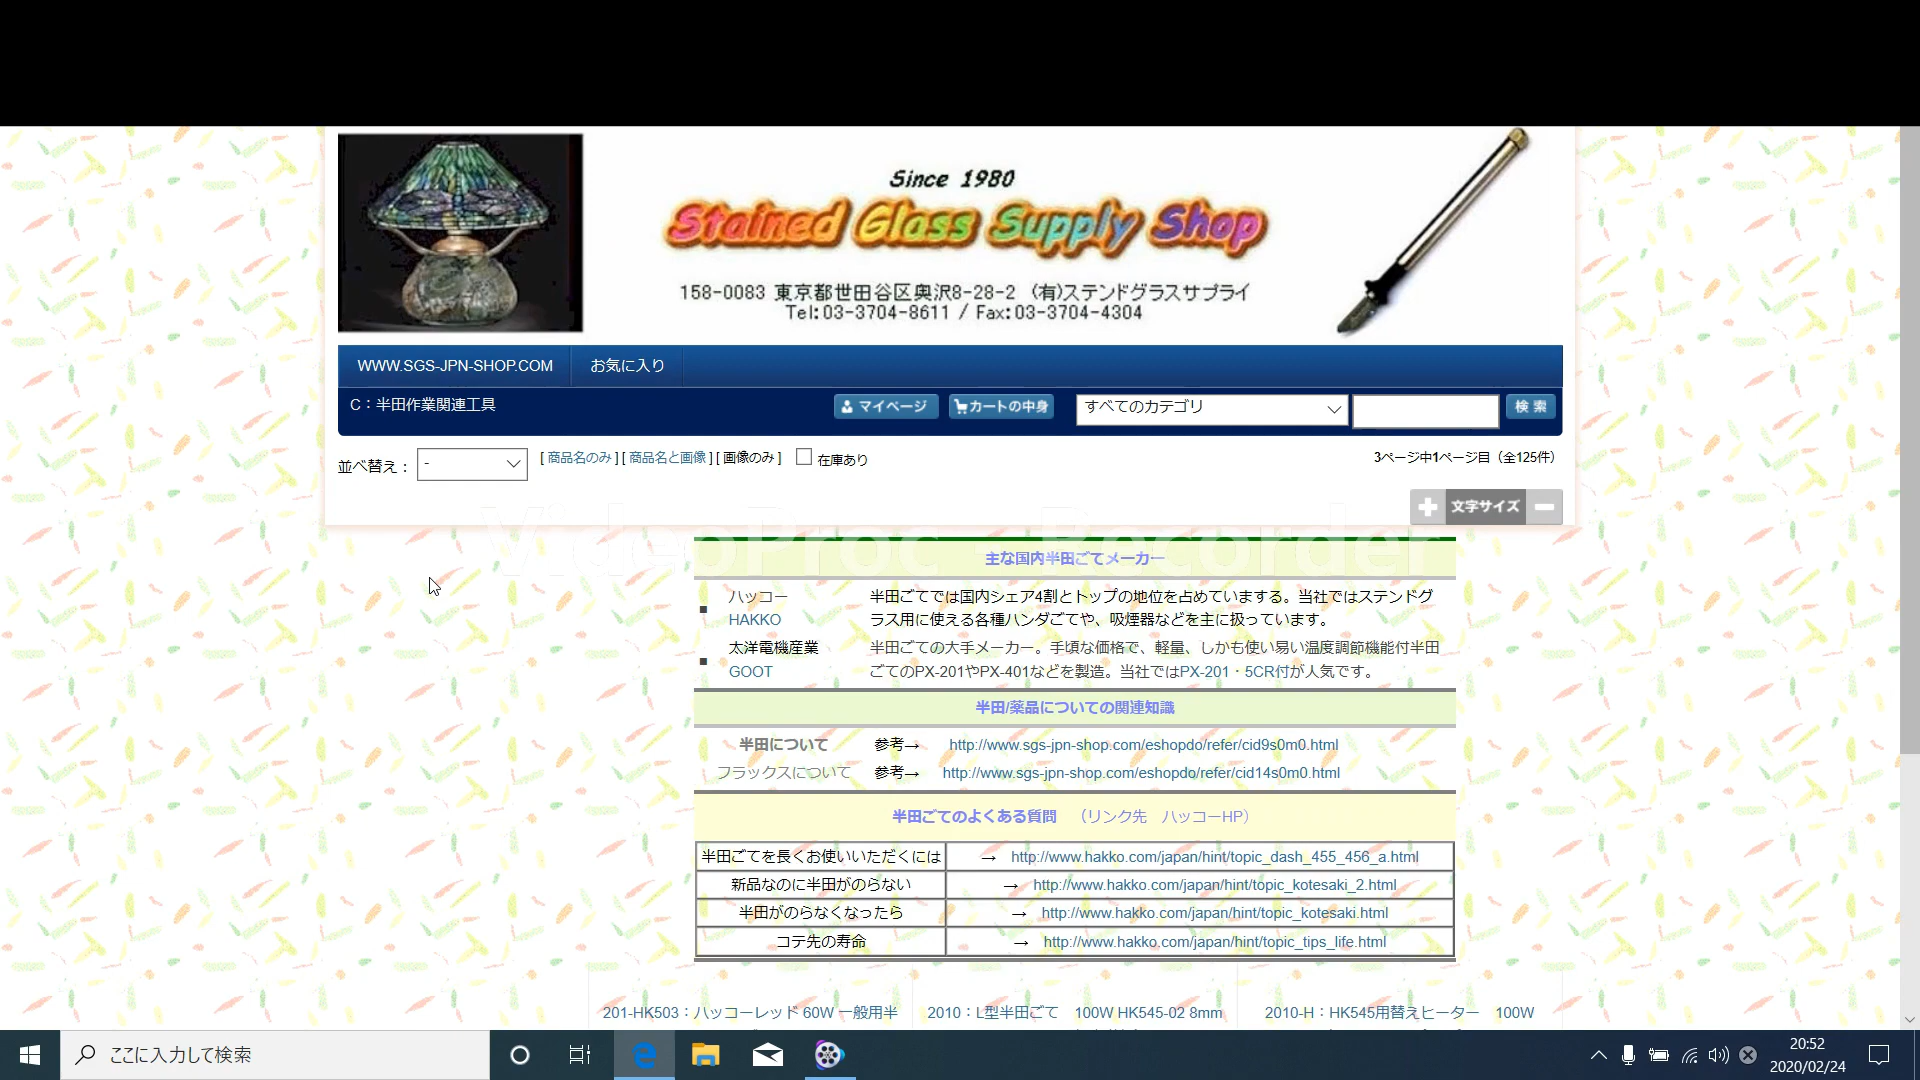 Since 1980
Stained Glass Supply Shop
158-0083 東京都世田谷区奥沢8-28-2 (有)ステンドグラスサプライ
Tel:03-3704-8611 / Fax:03-3704-4304
WWW.SGS-JPN-SHOP.COM お気に入り
C：半田作業関連工具 マイページ カートの中身 すべてのカテゴリ 検索
並べ替え： - [ 商品名のみ ] [ 商品名と画像 ] [ 画像のみ ] 在庫あり 3ページ中1ページ目（全125件）
文字サイズ
VideoProc - Recorder
主な国内半田ごてメーカー
ハッコー
HAKKO
半田ごてでは国内シェア4割とトップの地位を占めていまする。当社ではステンドグ
ラス用に使える各種ハンダごてや、吸煙器などを主に扱っています。
太洋電機産業
GOOT
半田ごての大手メーカー。手頃な価格で、軽量、しかも使い易い温度調節機能付半田
ごてのPX-201やPX-401などを製造。当社ではPX-201・5CR付が人気です。
半田/薬品についての関連知識
半田について 参考→ http://www.sgs-jpn-shop.com/eshopdo/refer/cid9s0m0.html
フラックスについて 参考→ http://www.sgs-jpn-shop.com/eshopdo/refer/cid14s0m0.html
半田ごてのよくある質問 （リンク先 ハッコーHP）
半田ごてを長くお使いいただくには → http://www.hakko.com/japan/hint/topic_dash_455_456_a.html
新品なのに半田がのらない → http://www.hakko.com/japan/hint/topic_kotesaki_2.html
半田がのらなくなったら → http://www.hakko.com/japan/hint/topic_kotesaki.html
コテ先の寿命 → http://www.hakko.com/japan/hint/topic_tips_life.html
201-HK503：ハッコーレッド 60W 一般用半 2010：L型半田ごて 100W HK545-02 8mm 2010-H：HK545用替えヒーター 100W
ここに入力して検索
20:52
2020/02/24